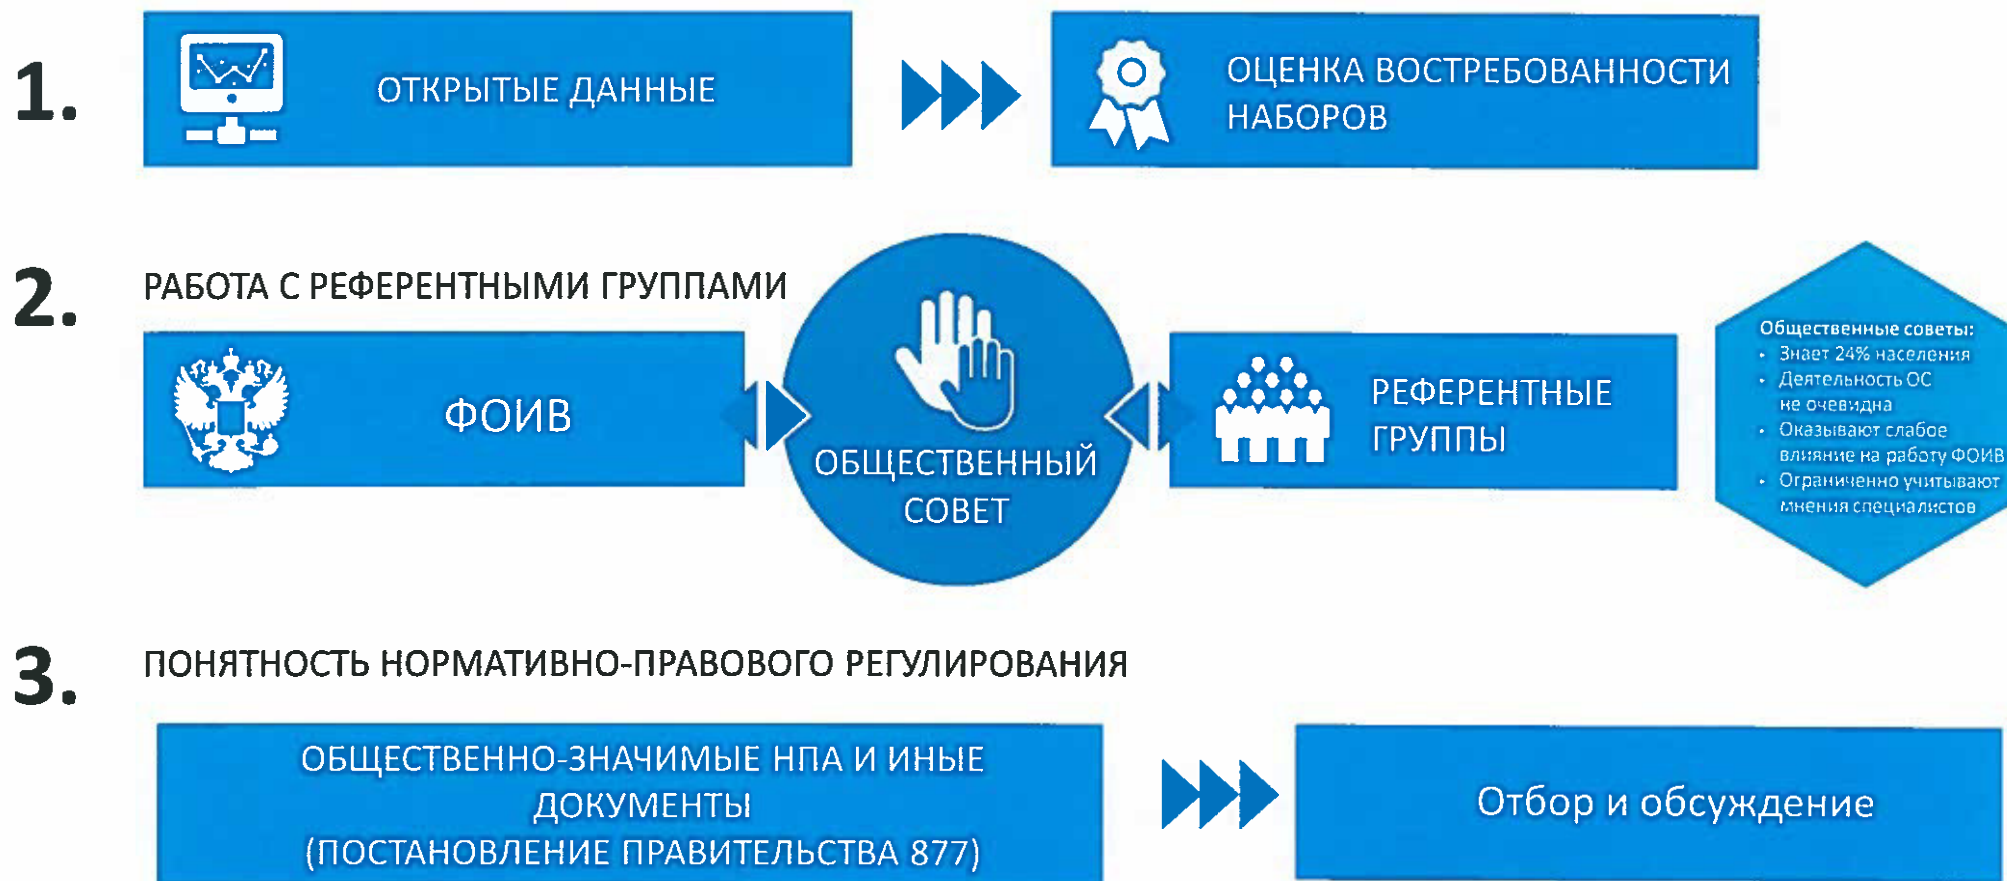 1.
ОТКРЫТЫЕ ДАННЫЕ
ОЦЕНКА ВОСТРЕБОВАННОСТИ
НАБОРОВ
2.
РАБОТА С РЕФЕРЕНТНЫМИ ГРУППАМИ
ФОИВ
ОБЩЕСТВЕННЫЙ
СОВЕТ
РЕФЕРЕНТНЫЕ
ГРУППЫ
Общественные советы:
• Знает 24% населения
• Деятельность ОС
не очевидна
• Оказывают слабое
влияние на работу ФОИВ
• Ограниченно учитывают
мнения специалистов
3.
ПОНЯТНОСТЬ НОРМАТИВНО-ПРАВОВОГО РЕГУЛИРОВАНИЯ
ОБЩЕСТВЕННО-ЗНАЧИМЫЕ НПА И ИНЫЕ
ДОКУМЕНТЫ
(ПОСТАНОВЛЕНИЕ ПРАВИТЕЛЬСТВА 877)
Отбор и обсуждение